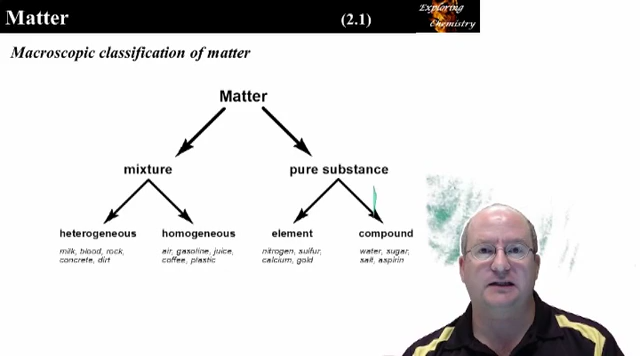 Matter (2.1)
Exploring
Chemistry
Macroscopic classification of matter
Matter
mixture pure substance
heterogeneous homogeneous element compound
milk, blood, rock, air, gasoline, juice, nitrogen, sulfur, water, sugar,
concrete, dirt coffee, plastic calcium, gold salt, aspirin